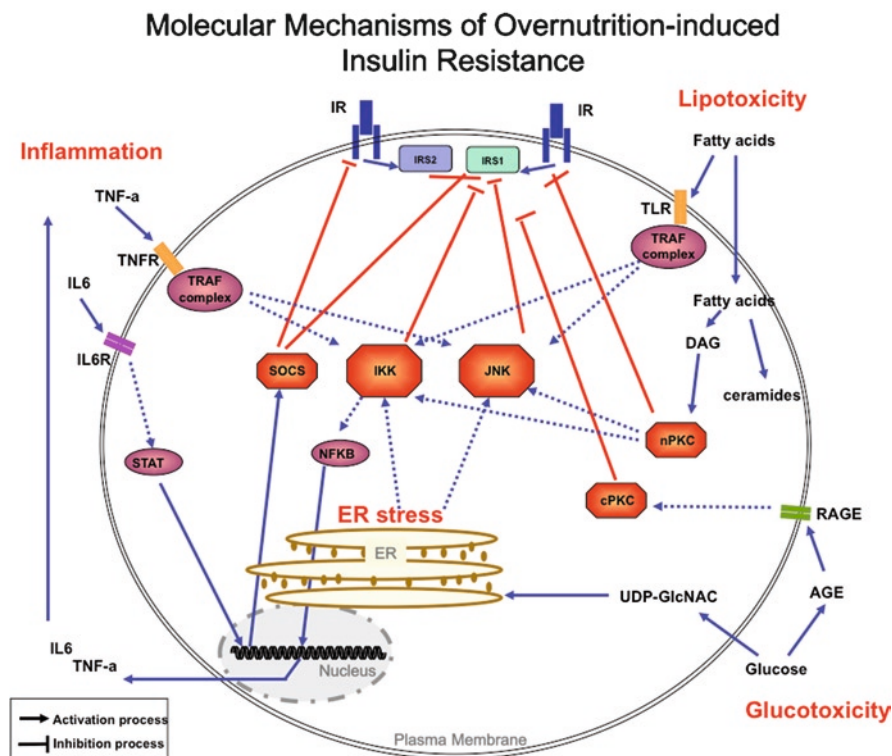 Molecular Mechanisms of Overnutrition-induced
Insulin Resistance
IR
IR
Lipotoxicity
Inflammation
Fatty acids
IRS2
IRS1
TNF-a
TLR
TNFR
TRAF
complex
TRAF
complex
IL6
IL6R
Fatty acids
DAG
SOCS
IKK
JNK
ceramides
nPKC
STAT
NFKB
cPKC
RAGE
ER stress
ER
UDP-GlcNAC
AGE
IL6
TNF-a
Nucleus
Glucose
Glucotoxicity
Activation process
Inhibition process
Plasma Membrane